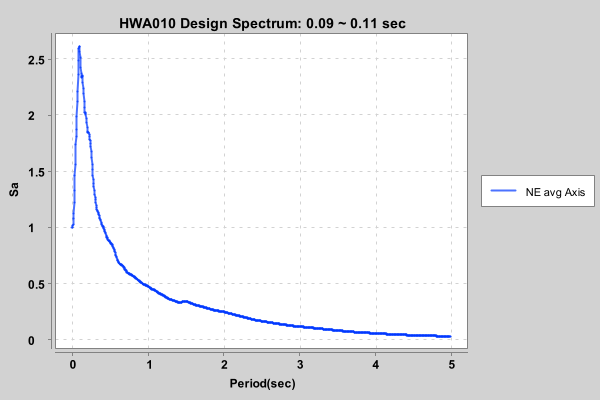 HWA010 Design Spectrum: 0.09 ~ 0.11 sec
2.5
2
1.5
1
0.5
0
Sa
0 1 2 3 4 5
Period(sec)
NE avg Axis